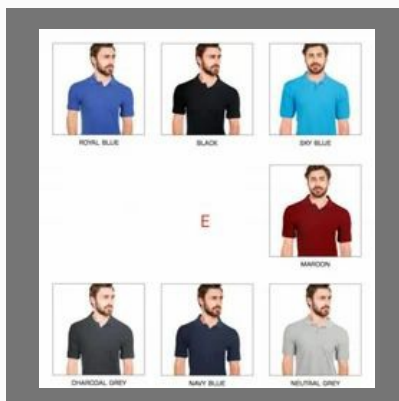 ROYAL BLUE
BLACK
SKY BLUE
E
MAROON
CHARCOAL GREY
NAVY BLUE
NEUTRAL GREY